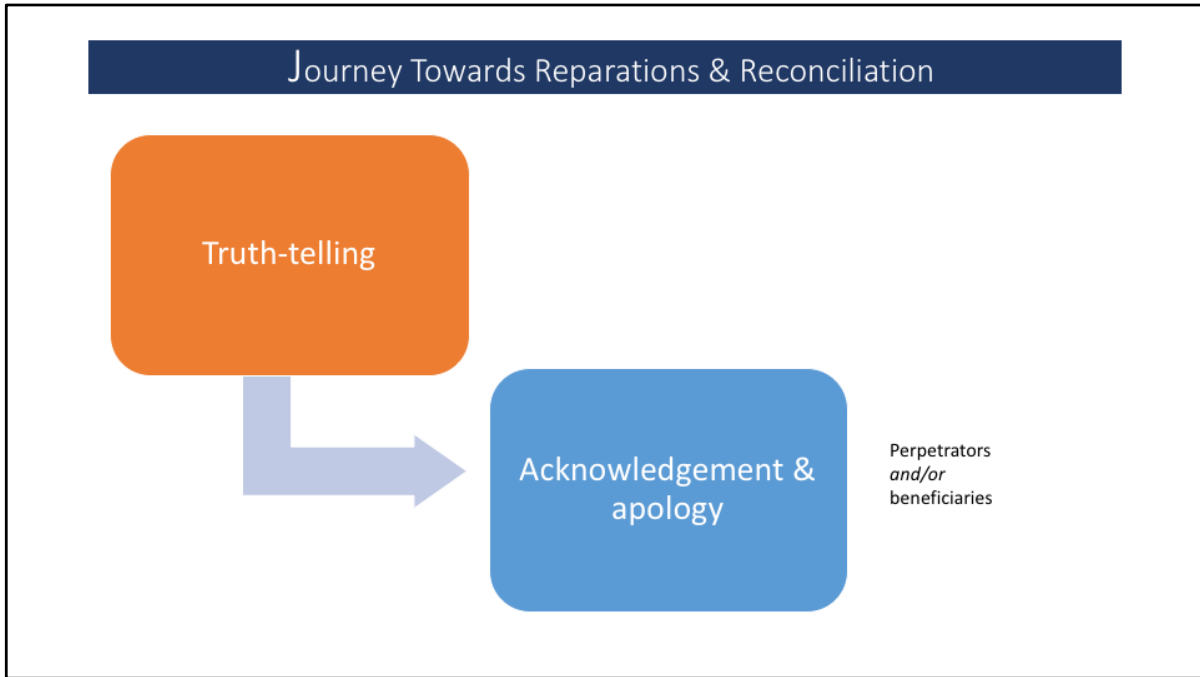 Journey Towards Reparations & Reconciliation
Truth-telling
Acknowledgement &
apology
Perpetrators
and/or
beneficiaries